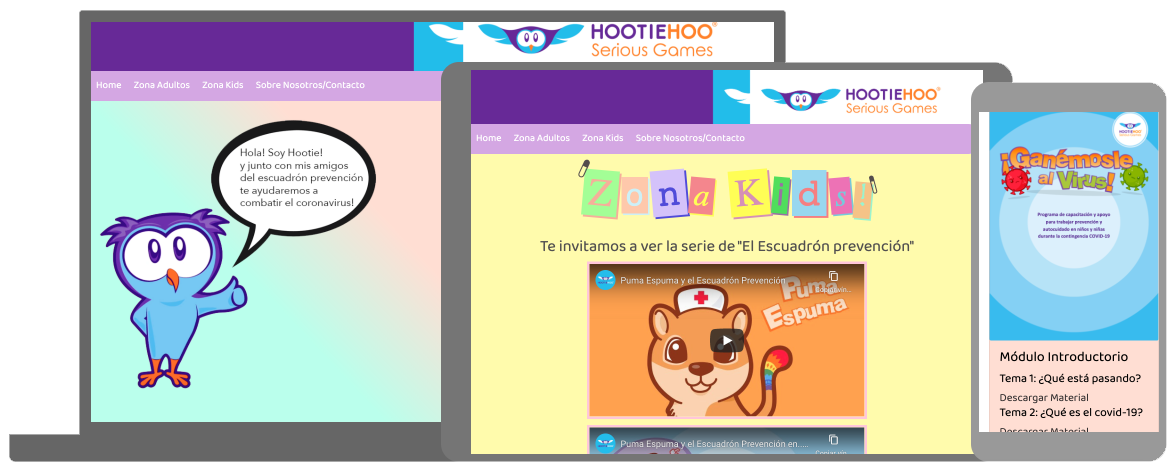 HOOTIEHOO®
Serious Games
Home Zona Adultos Zona Kids Sobre Nosotros/Contacto
Hola! Soy Hootie!
y junto con mis amigos
del escuadrón prevención
te ayudaremos a
combatir el coronavirus!
HOOTIEHOO®
Serious Games
Home Zona Adultos Zona Kids Sobre Nosotros/Contacto
Zona Kids!
Te invitamos a ver la serie de "El Escuadrón prevención"
Puma Espuma y el Escuadrón Prevención
Puma
Espuma
Puma Espuma y el Escuadrón Prevención en.....
HOOTIEHOO
¡Ganémosle
al Virus!
Programa de capacitación y apoyo
para trabajar prevención y
autocuidado en niños y niñas
durante la contingencia COVID-19
Módulo Introductorio
Tema 1: ¿Qué está pasando?
Descargar Material
Tema 2: ¿Qué es el covid-19?
Descargar Material